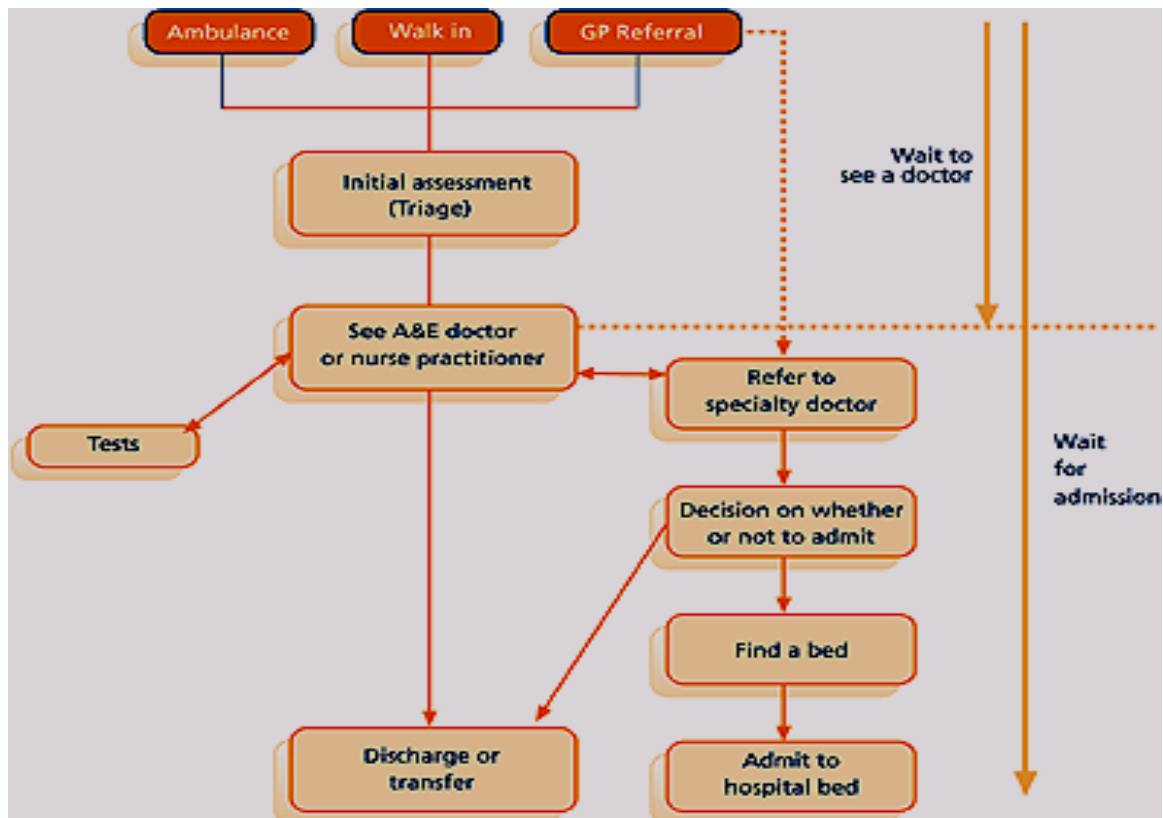 Ambulance
Walk in
GP Referral
Wait to
see a doctor
Initial assessment
(Triage)
See A&E doctor
or nurse practitioner
Refer to
specialty doctor
Tests
Wait
for
admission
Decision on whether
or not to admit
Find a bed
Discharge or
transfer
Admit to
hospital bed